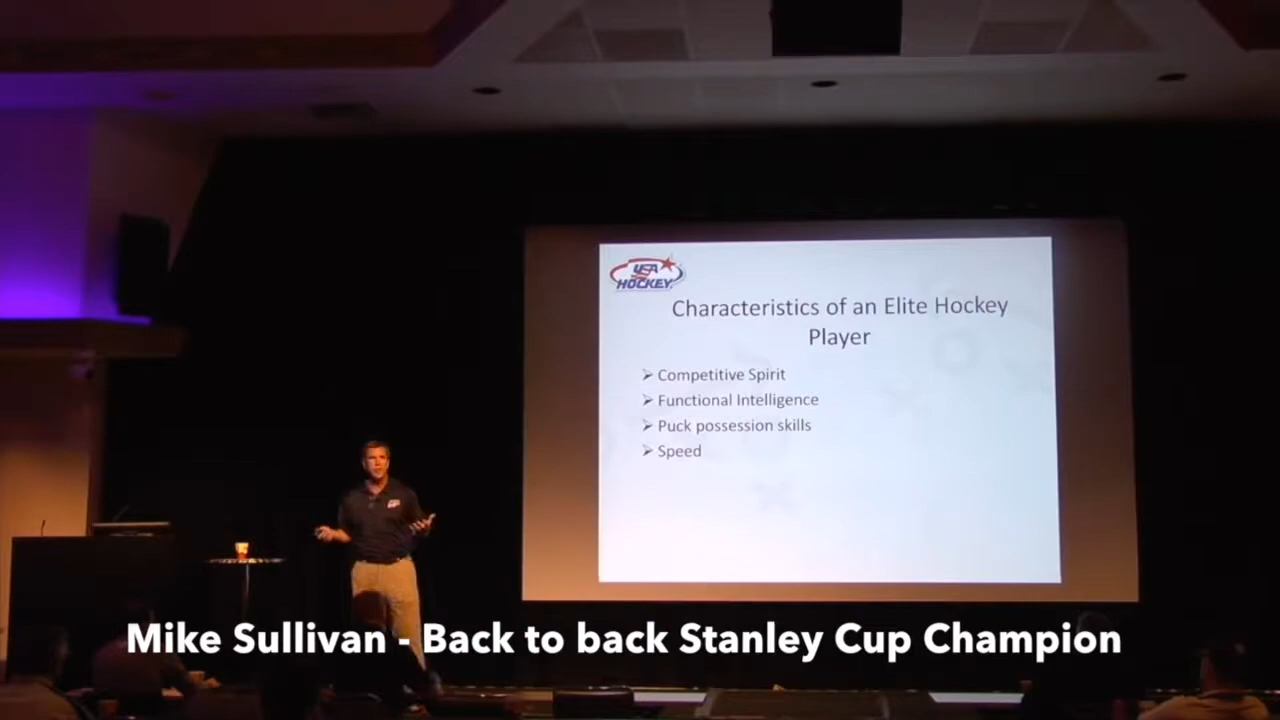 USA
HOCKEY
Characteristics of an Elite Hockey
Player
➢ Competitive Spirit
➢ Functional Intelligence
➢ Puck possession skills
➢ Speed
Mike Sullivan - Back to back Stanley Cup Champion